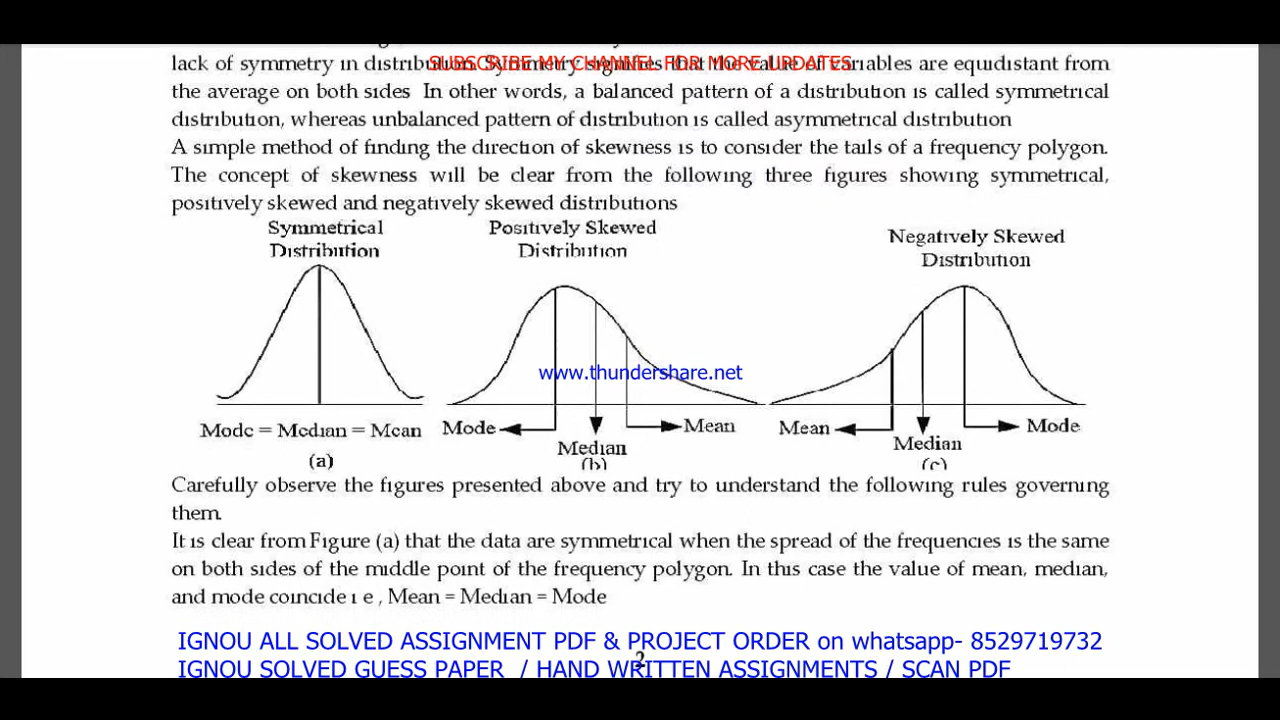 SUBSCRIBE MY CHANNEL FOR MORE UPDATES
lack of symmetry in distribution. Symmetry signifies that the value of variables are equidistant from
the average on both sides In other words, a balanced pattern of a distribution is called symmetrical
distribution, whereas unbalanced pattern of distribution is called asymmetrical distribution
A simple method of finding the direction of skewness is to consider the tails of a frequency polygon.
The concept of skewness will be clear from the following three figures showing symmetrical,
positively skewed and negatively skewed distributions
Symmetrical
Distribution
Positively Skewed
Distribution
Negatively Skewed
Distribution
www.thundershare.net
Mode = Median = Mean
(a)
Mode
Median
Mean
(b)
Mean
Median
Mode
(c)
Carefully observe the figures presented above and try to understand the following rules governing
them.
It is clear from Figure (a) that the data are symmetrical when the spread of the frequencies is the same
on both sides of the middle point of the frequency polygon. In this case the value of mean, median,
and mode coincide i e , Mean = Median = Mode
IGNOU ALL SOLVED ASSIGNMENT PDF & PROJECT ORDER on whatsapp- 8529719732
2
IGNOU SOLVED GUESS PAPER / HAND WRITTEN ASSIGNMENTS / SCAN PDF